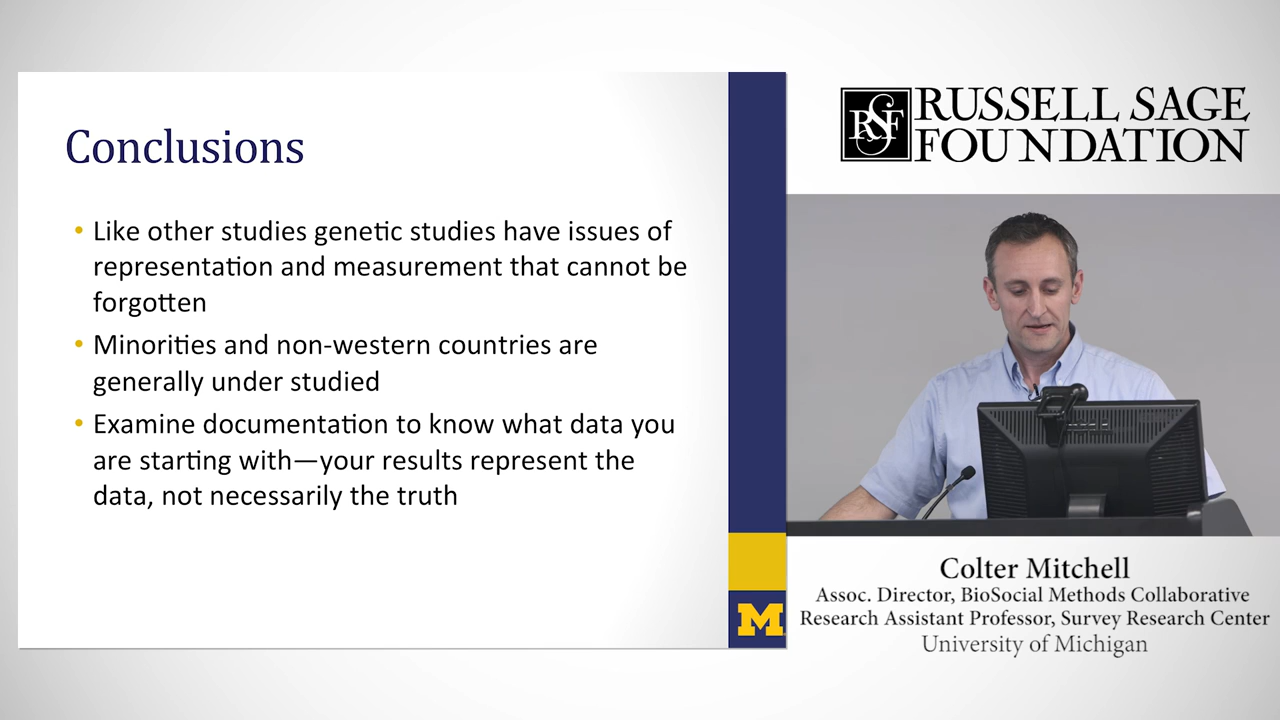 Conclusions
• Like other studies genetic studies have issues of
representation and measurement that cannot be
forgotten
• Minorities and non-western countries are
generally under studied
• Examine documentation to know what data you
are starting with—your results represent the
data, not necessarily the truth
M
RSF
RUSSELL SAGE
FOUNDATION
Colter Mitchell
Assoc. Director, BioSocial Methods Collaborative
Research Assistant Professor, Survey Research Center
University of Michigan